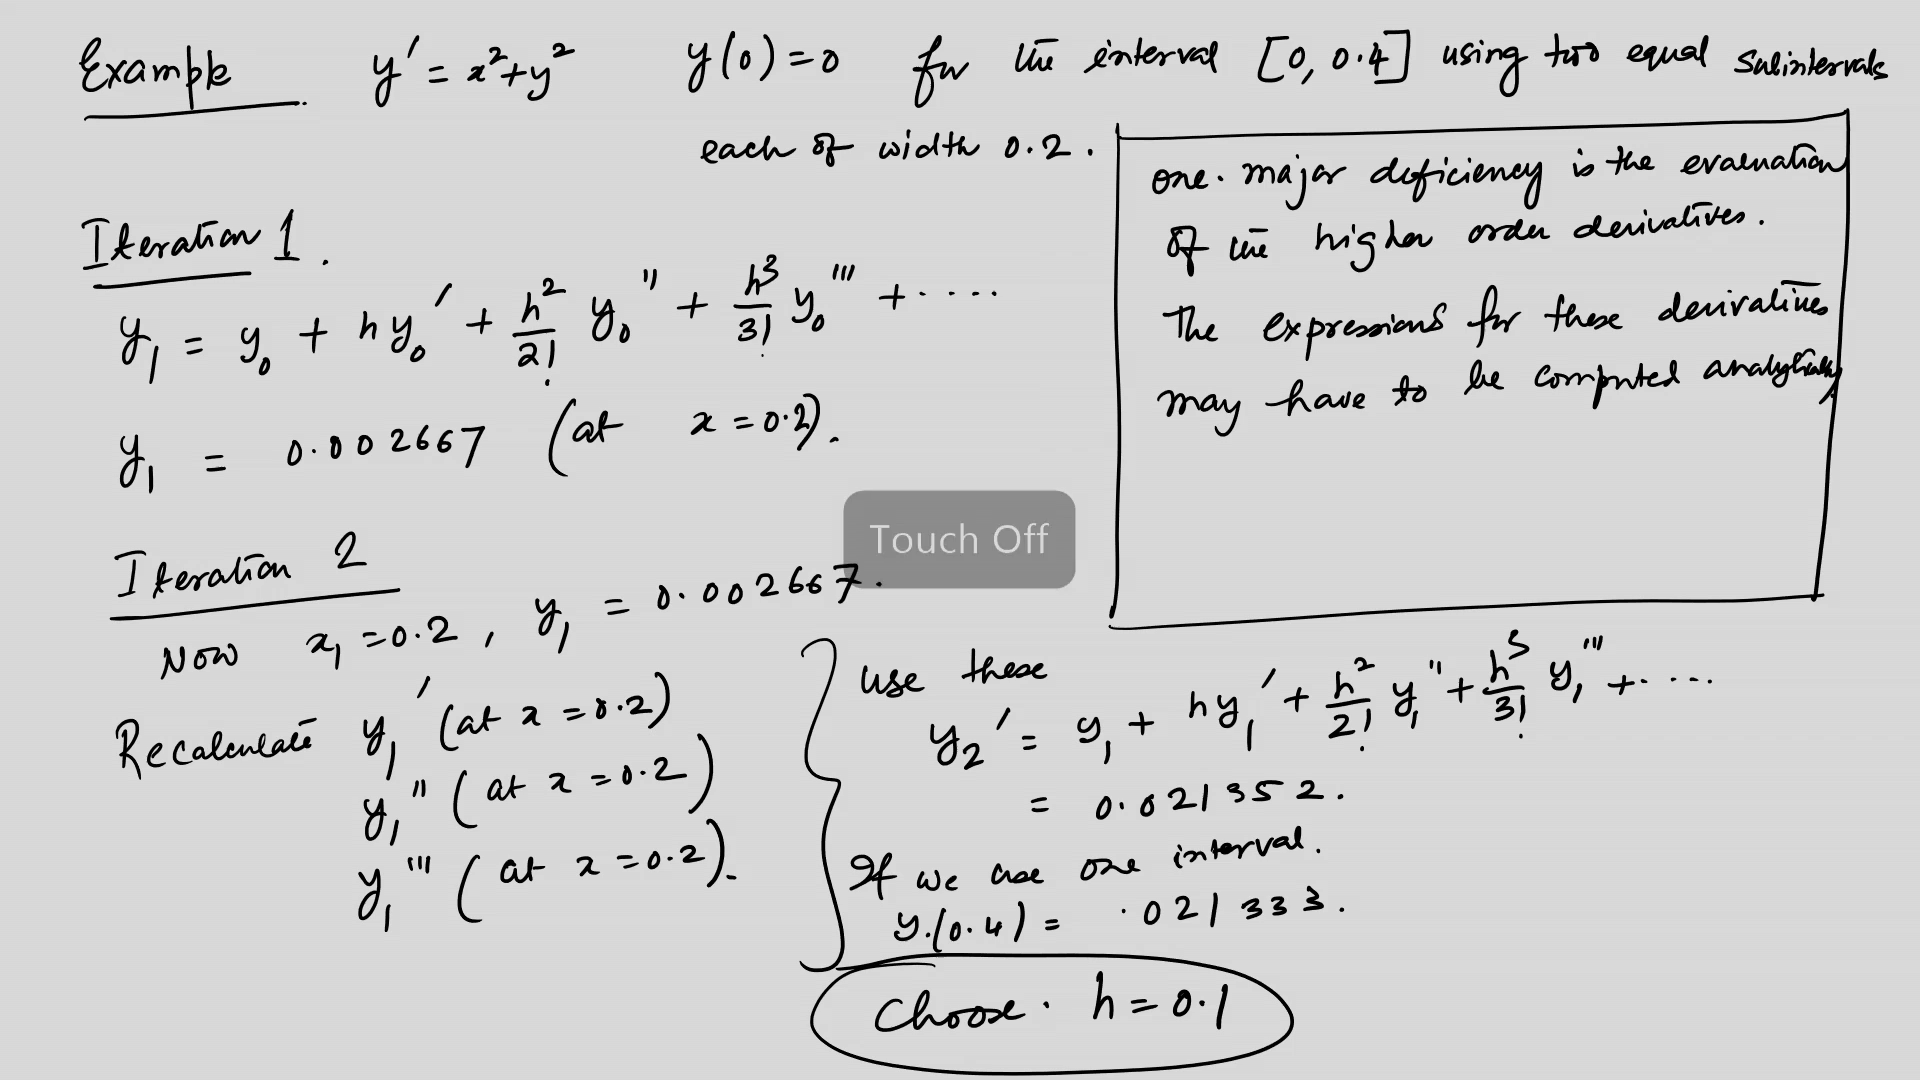 Example y' = x²+y² y(0)=0 for the interval [0, 0.4] using two equal subintervals
each of width 0.2.
one. major deficiency is the evaluation
of the higher order derivatives.
The expressions for these derivatives
may have to be computed analytically
Iteration 1.
y₁ = y₀ + hy₀' + h²/2! y₀'' + h³/3! y₀''' + ....
y₁ = 0.002667 (at x=0.2).
Touch Off
Iteration 2
Now x₁=0.2, y₁ = 0.002667.
Recalculate y₁' (at x=0.2)
y₁'' (at x=0.2)
y₁''' (at x=0.2).
use these
y₂' = y₁ + hy₁' + h²/2! y₁'' + h³/3! y₁''' + ....
= 0.021352.
If we use one interval.
y.(0.4) = .021333.
Choose. h=0.1